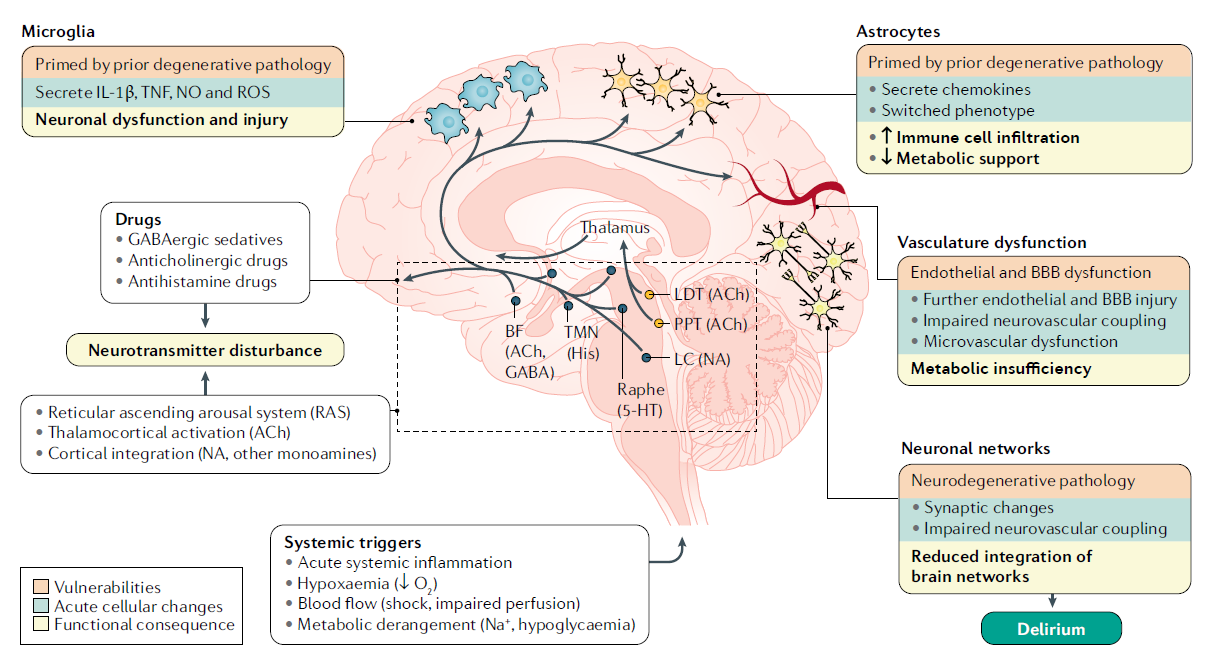 Microglia
Primed by prior degenerative pathology
Secrete IL-1β, TNF, NO and ROS
Neuronal dysfunction and injury
Astrocytes
Primed by prior degenerative pathology
• Secrete chemokines
• Switched phenotype
• ↑ Immune cell infiltration
• ↓ Metabolic support
Drugs
• GABAergic sedatives
• Anticholinergic drugs
• Antihistamine drugs
Neurotransmitter disturbance
• Reticular ascending arousal system (RAS)
• Thalamocortical activation (ACh)
• Cortical integration (NA, other monoamines)
Thalamus
LDT (ACh)
PPT (ACh)
LC (NA)
BF
(ACh,
GABA)
TMN
(His)
Raphe
(5-HT)
Vasculature dysfunction
Endothelial and BBB dysfunction
• Further endothelial and BBB injury
• Impaired neurovascular coupling
• Microvascular dysfunction
Metabolic insufficiency
Neuronal networks
Neurodegenerative pathology
• Synaptic changes
• Impaired neurovascular coupling
Reduced integration of
brain networks
Delirium
Systemic triggers
• Acute systemic inflammation
• Hypoxaemia (↓ O₂)
• Blood flow (shock, impaired perfusion)
• Metabolic derangement (Na⁺, hypoglycaemia)
Vulnerabilities
Acute cellular changes
Functional consequence